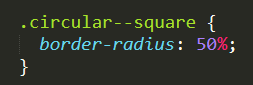 .circular--square {
  border-radius: 50%;
}